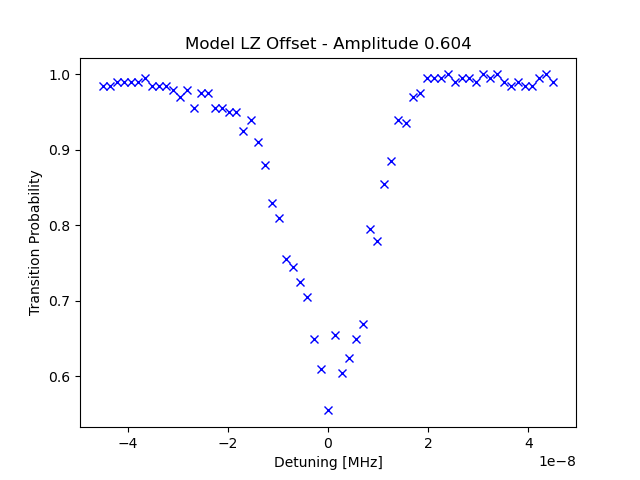 Model LZ Offset - Amplitude 0.604
1.0
0.9
0.8
0.7
0.6
Transition Probability
−4
−2
0
2
4
1e−8
Detuning [MHz]